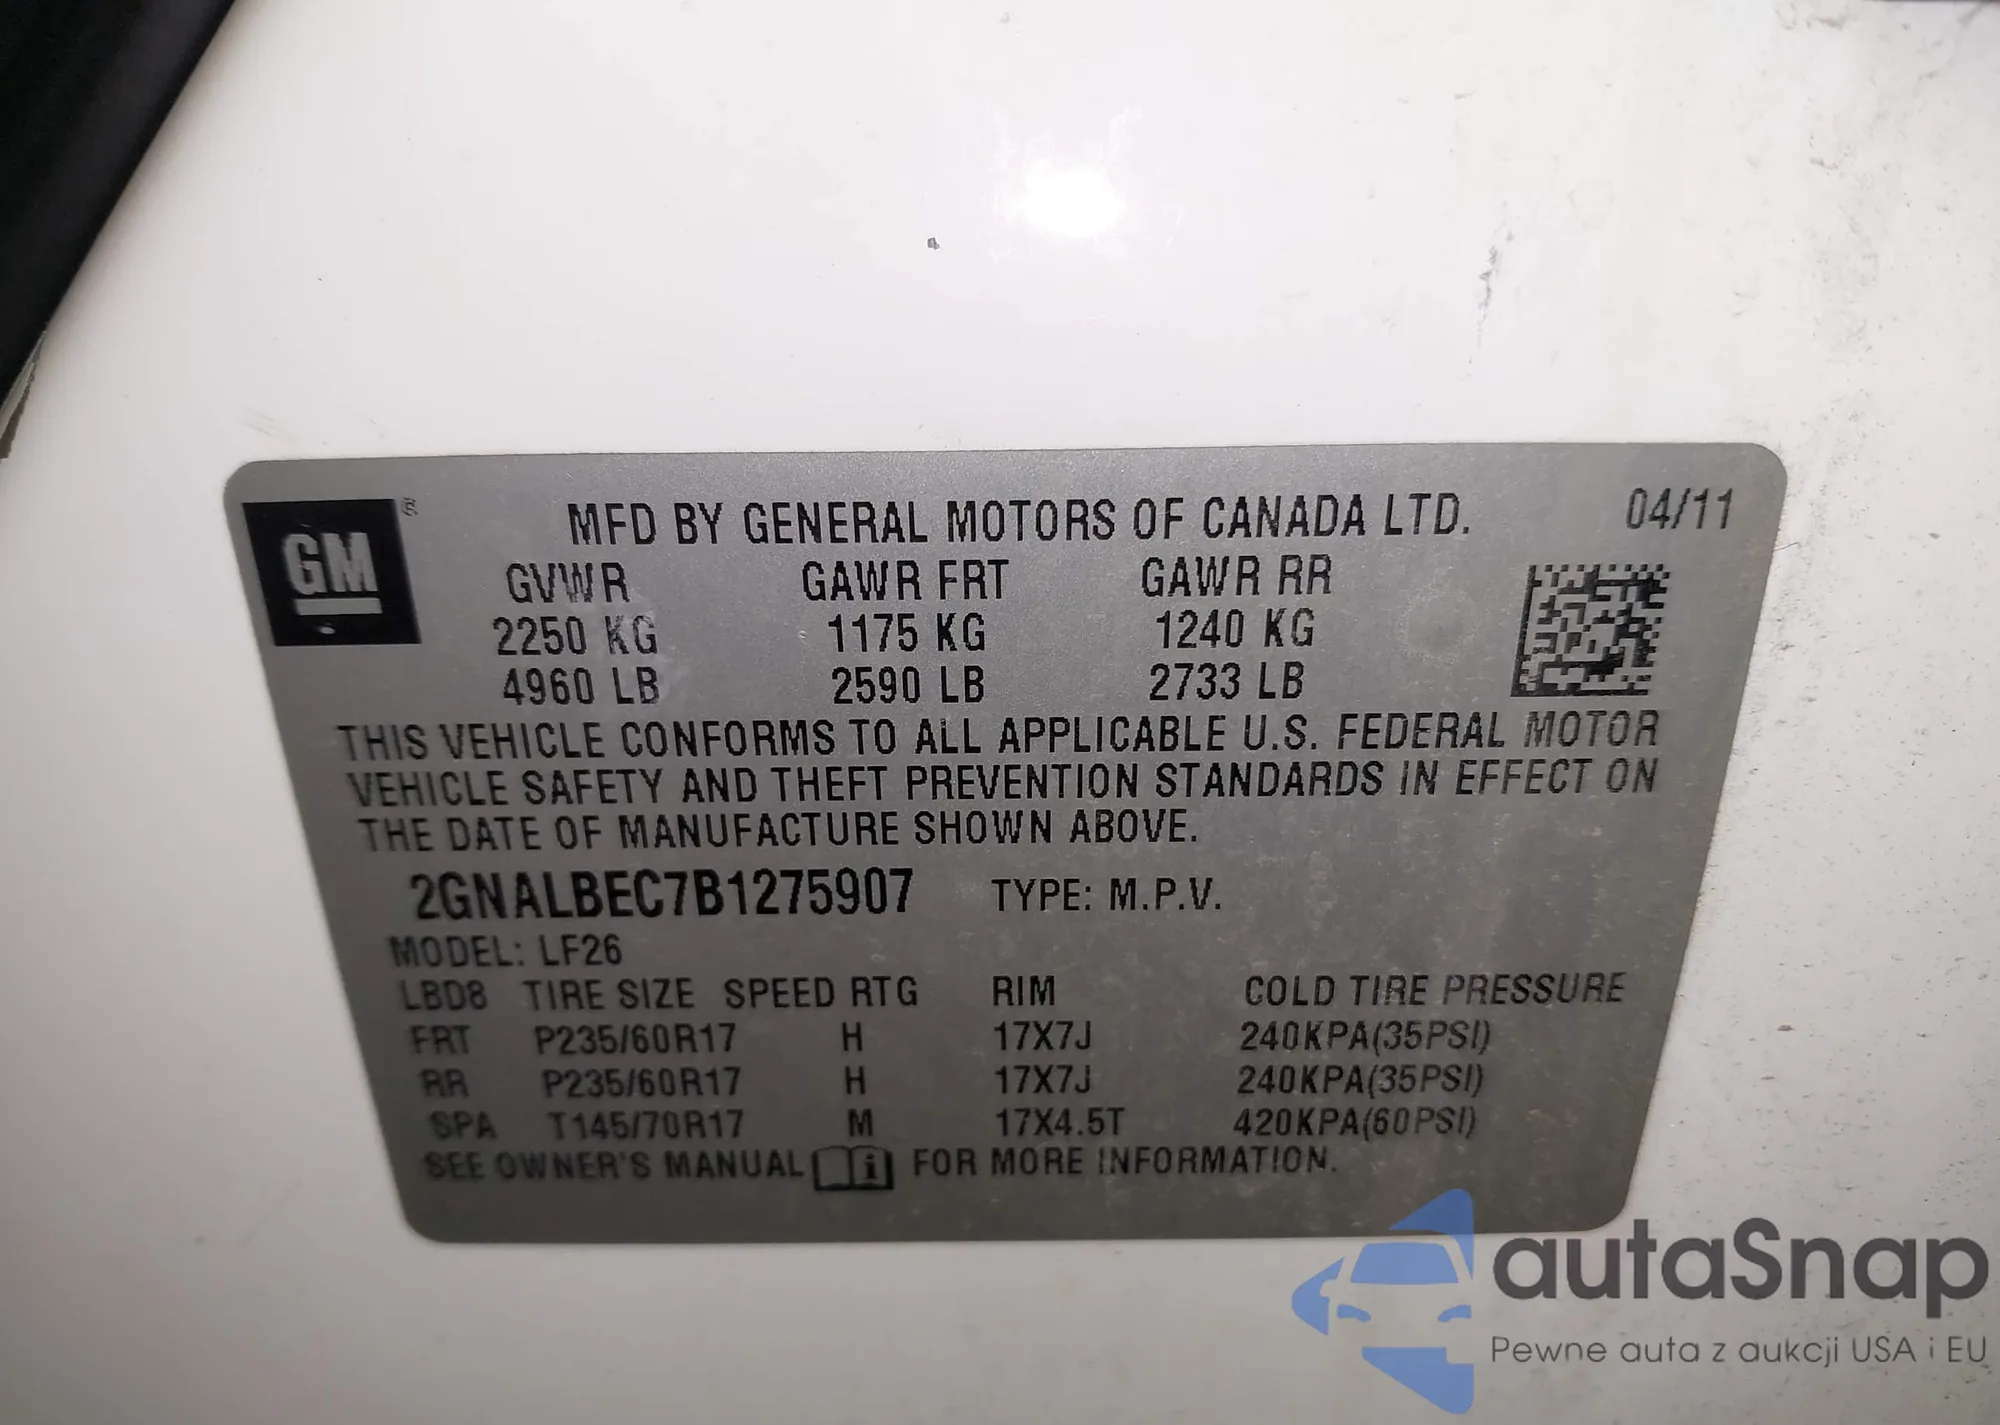 GM ®
MFD BY GENERAL MOTORS OF CANADA LTD. 04/11
GVWR GAWR FRT GAWR RR
2250 KG 1175 KG 1240 KG
4960 LB 2590 LB 2733 LB
THIS VEHICLE CONFORMS TO ALL APPLICABLE U.S. FEDERAL MOTOR
VEHICLE SAFETY AND THEFT PREVENTION STANDARDS IN EFFECT ON
THE DATE OF MANUFACTURE SHOWN ABOVE.
2GNALBEC7B1275907 TYPE: M.P.V.
MODEL: LF26
LBD8 TIRE SIZE SPEED RTG RIM COLD TIRE PRESSURE
FRT P235/60R17 H 17X7J 240KPA(35PSI)
RR P235/60R17 H 17X7J 240KPA(35PSI)
SPA T145/70R17 M 17X4.5T 420KPA(60PSI)
SEE OWNER'S MANUAL i FOR MORE INFORMATION.
autaSnap
Pewne auta z aukcji USA i EU